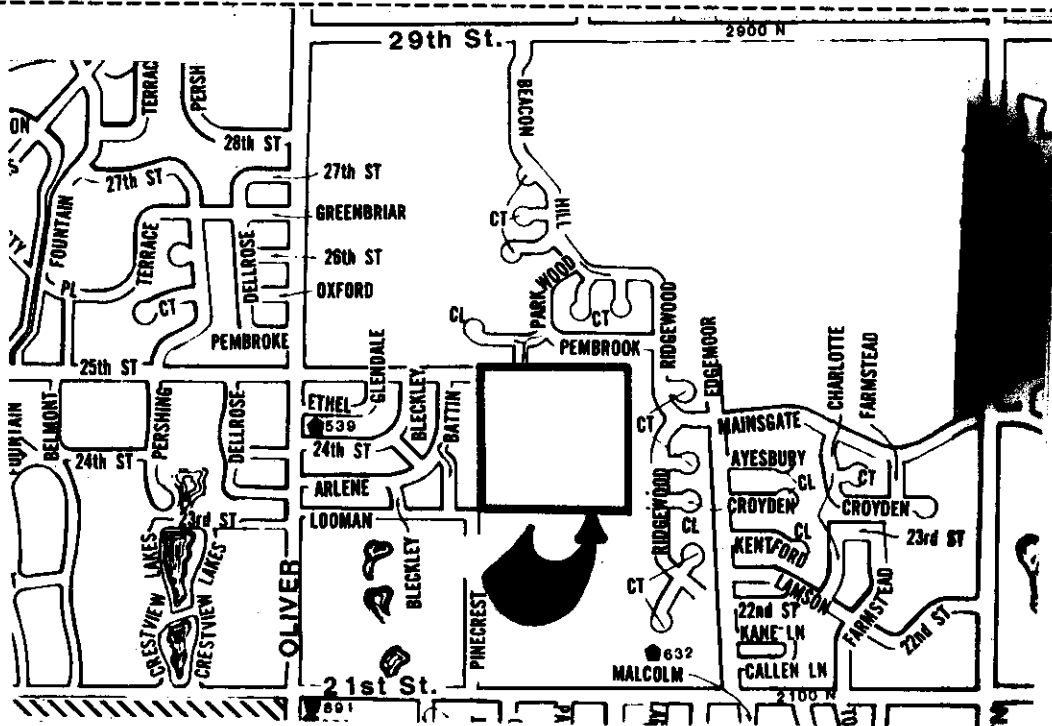 29th St.
2900 N
TERRAC
PERSH
BEACON
ON
28th ST
27th ST
27th ST
FOUNTAIN
GREENBRIAR
CT
HILL
TERRACE
DELLROSE
26th ST
PL
OXFORD
PARKWOOD
CT
CT
CL
RIDGEWOOD
PEMBROKE
PEMBROOK
25th ST
GLENDALE
EDGEMOOR
CHARLOTTE
FARMSTEAD
BELMONT
PERSHING
DELLROSE
ETHEL
BLECKLEY
BATTIN
CT
539
CT
MAINSGATE
24th ST
24th ST
AYESBURY
CL
CT
ARLENE
CROYDEN
CROYDEN
23rd ST
LOOMAN
RIDGEWOOD
CL
CL
23rd ST
KENTFORD
CRESTVIEW LAKES
CRESTVIEW LAKES
BLECKLEY
CT
LAMSON
FARMSTEAD
OLIVER
PINECREST
22nd ST
22nd ST
KANE LN
632
MALCOLM
CALLEN LN
21st St.
2100 N
691